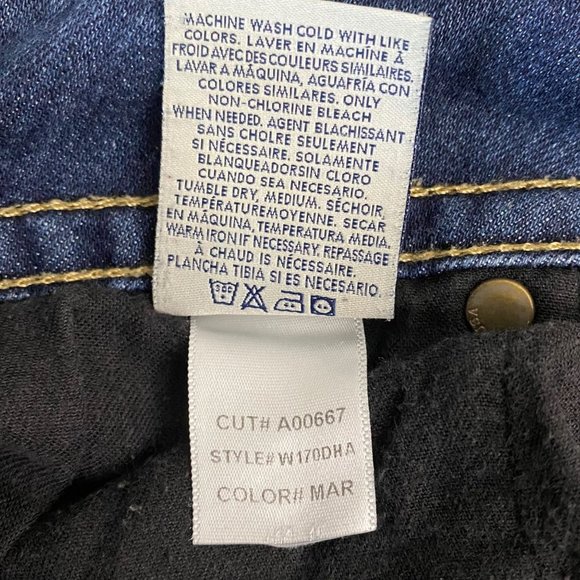 MACHINE WASH COLD WITH LIKE
COLORS. LAVER EN MACHINE À
FROID AVEC DES COULEURS SIMILAIRES.
LAVAR A MAQUINA, AGUAFRÍA CON
COLORES SIMILARES. ONLY
NON-CHLORINE BLEACH
WHEN NEEDED. AGENT BLACHISSANT
SANS CHOLRE SEULEMENT
SI NÉCESSAIRE. SOLAMENTE
BLANQUEADORSIN CLORO
CUANDO SEA NECESARIO.
TUMBLE DRY, MEDIUM. SÉCHOIR,
TEMPÉRATUREMOYENNE. SECAR
EN MÁQUINA, TEMPERATURA MEDIA.
WARM IRON IF NECESSARY. REPASSAGE
À CHAUD IS NÉCESSAIRE.
PLANCHA TIBIA SI ES NECESARIO.
CUT# A00667
STYLE# W170DHA
COLOR# MAR